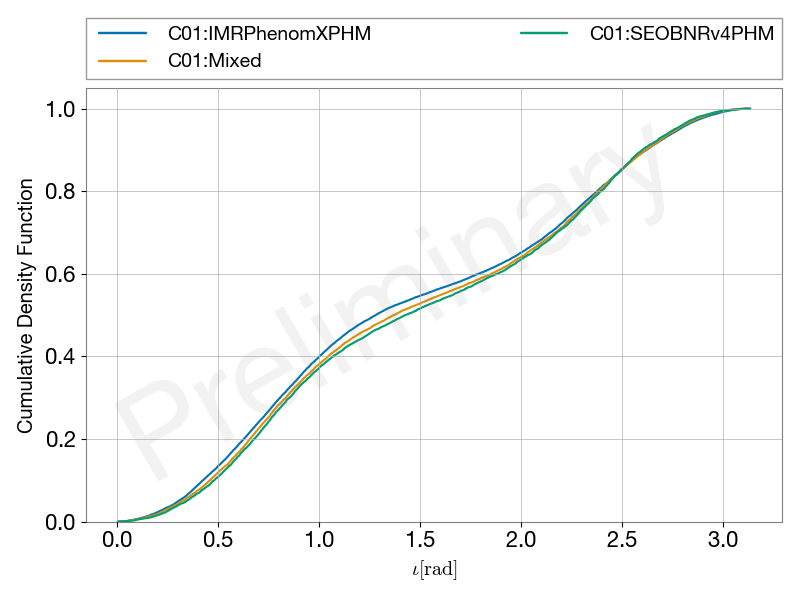 C01:IMRPhenomXPHM
C01:Mixed
C01:SEOBNRv4PHM
Cumulative Density Function
1.0
0.8
0.6
0.4
0.2
0.0
Preliminary
0.0 0.5 1.0 1.5 2.0 2.5 3.0
ι[rad]